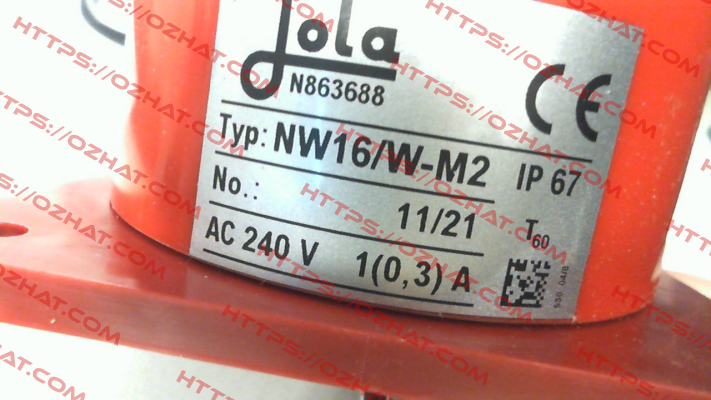 Jola
N863688
CE
Typ: NW16/W-M2 IP 67
No.: 11/21 T60
AC 240 V 1(0,3) A
HTTPS://OZHAT.COM